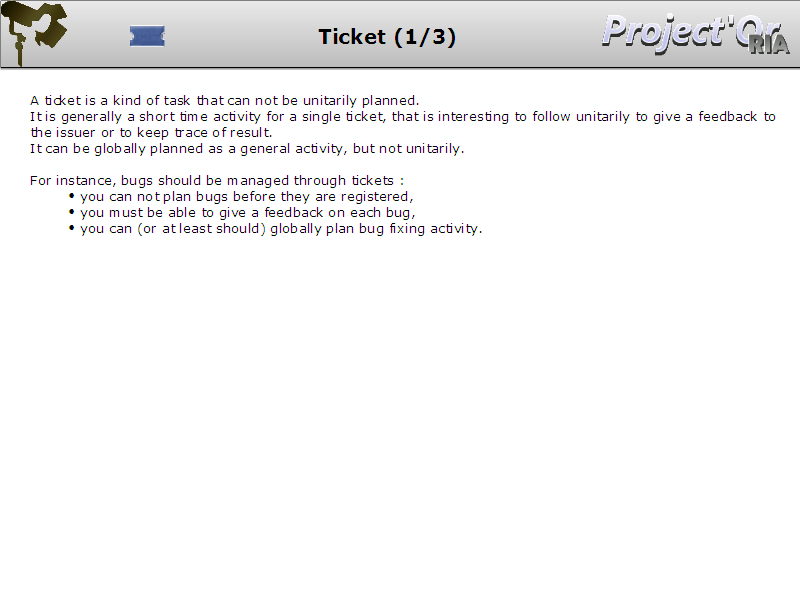 Ticket (1/3)
Project'Or
RIA
A ticket is a kind of task that can not be unitarily planned.
It is generally a short time activity for a single ticket, that is interesting to follow unitarily to give a feedback to
the issuer or to keep trace of result.
It can be globally planned as a general activity, but not unitarily.
For instance, bugs should be managed through tickets :
• you can not plan bugs before they are registered,
• you must be able to give a feedback on each bug,
• you can (or at least should) globally plan bug fixing activity.